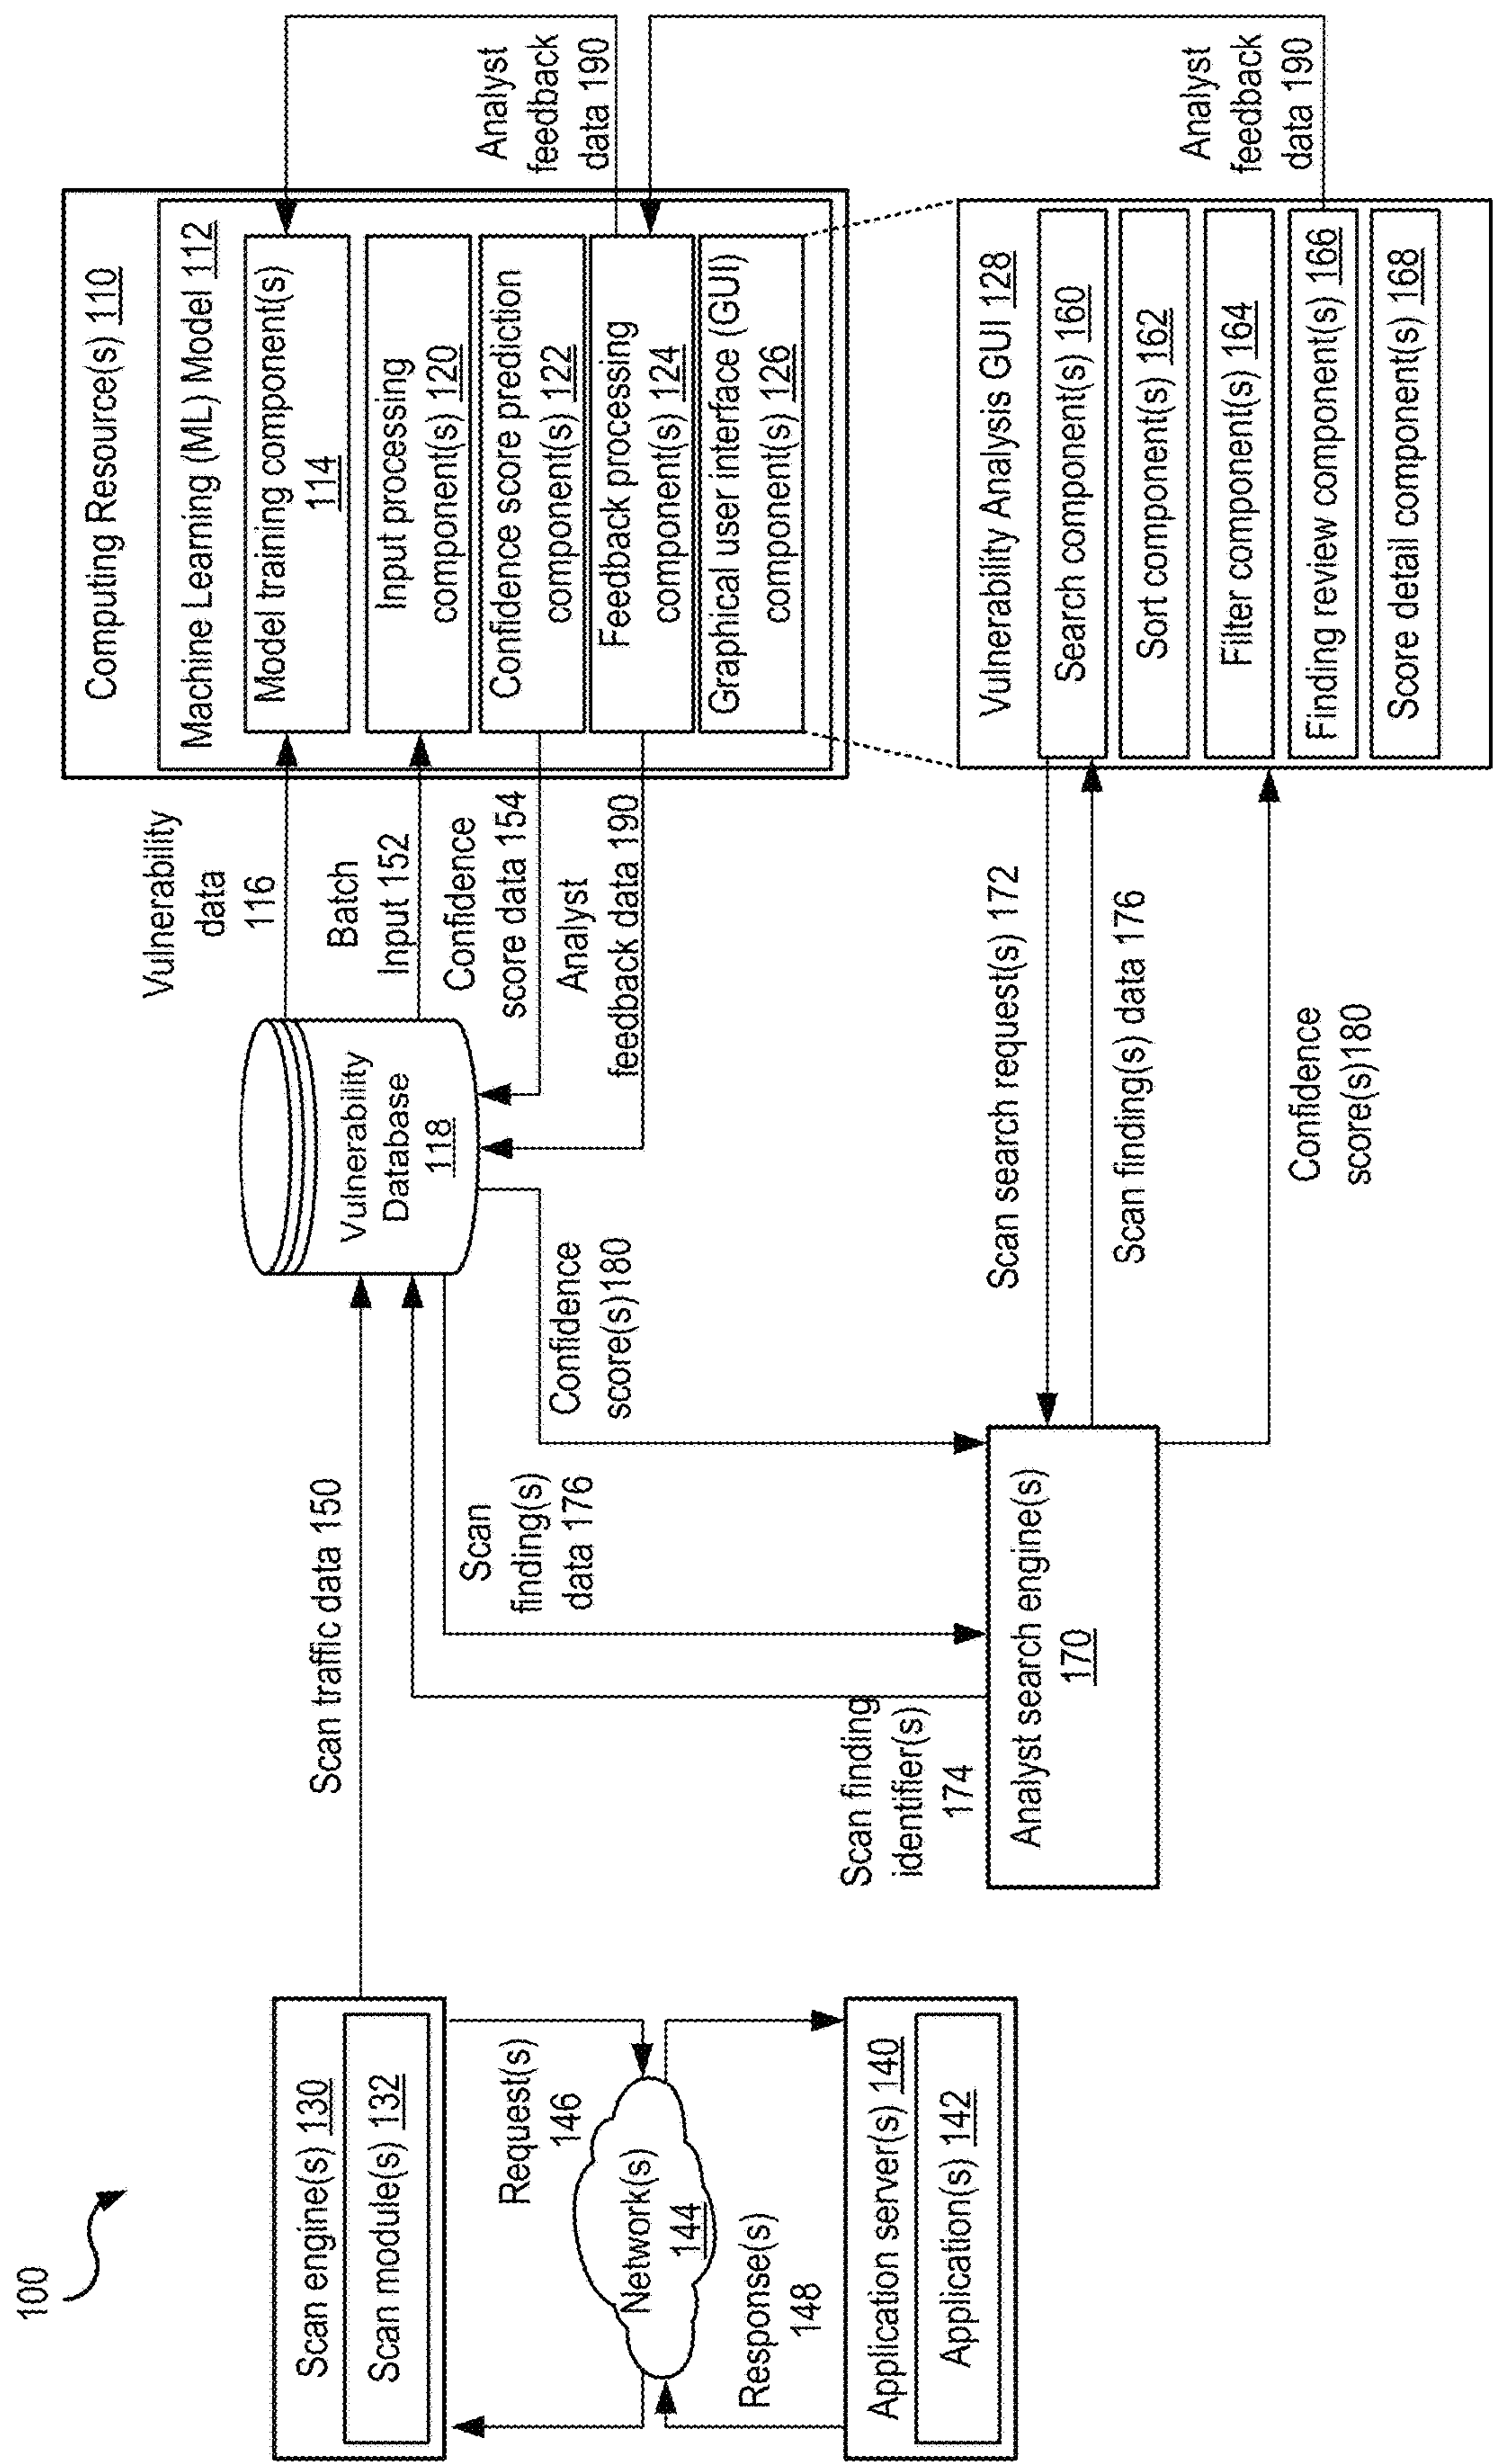 100
Scan engine(s) 130
Scan module(s) 132
Request(s)
146
Network(s)
144
Response(s)
148
Application server(s) 140
Application(s) 142
Scan traffic data 150
Scan
finding(s)
data 176
Scan finding
identifier(s)
174
Confidence
score(s)180
Analyst search engine(s)
170
Vulnerability
Database
118
Vulnerability
data
116
Batch
Input 152
Confidence
score data 154
Analyst
feedback data 190
Scan search request(s) 172
Scan finding(s) data 176
Confidence
score(s)180
Computing Resource(s) 110
Machine Learning (ML) Model 112
Model training component(s)
114
Input processing
component(s) 120
Confidence score prediction
component(s) 122
Feedback processing
component(s) 124
Graphical user interface (GUI)
component(s) 126
Vulnerability Analysis GUI 128
Search component(s) 160
Sort component(s) 162
Filter component(s) 164
Finding review component(s) 166
Score detail component(s) 168
Analyst
feedback
data 190
Analyst
feedback
data 190